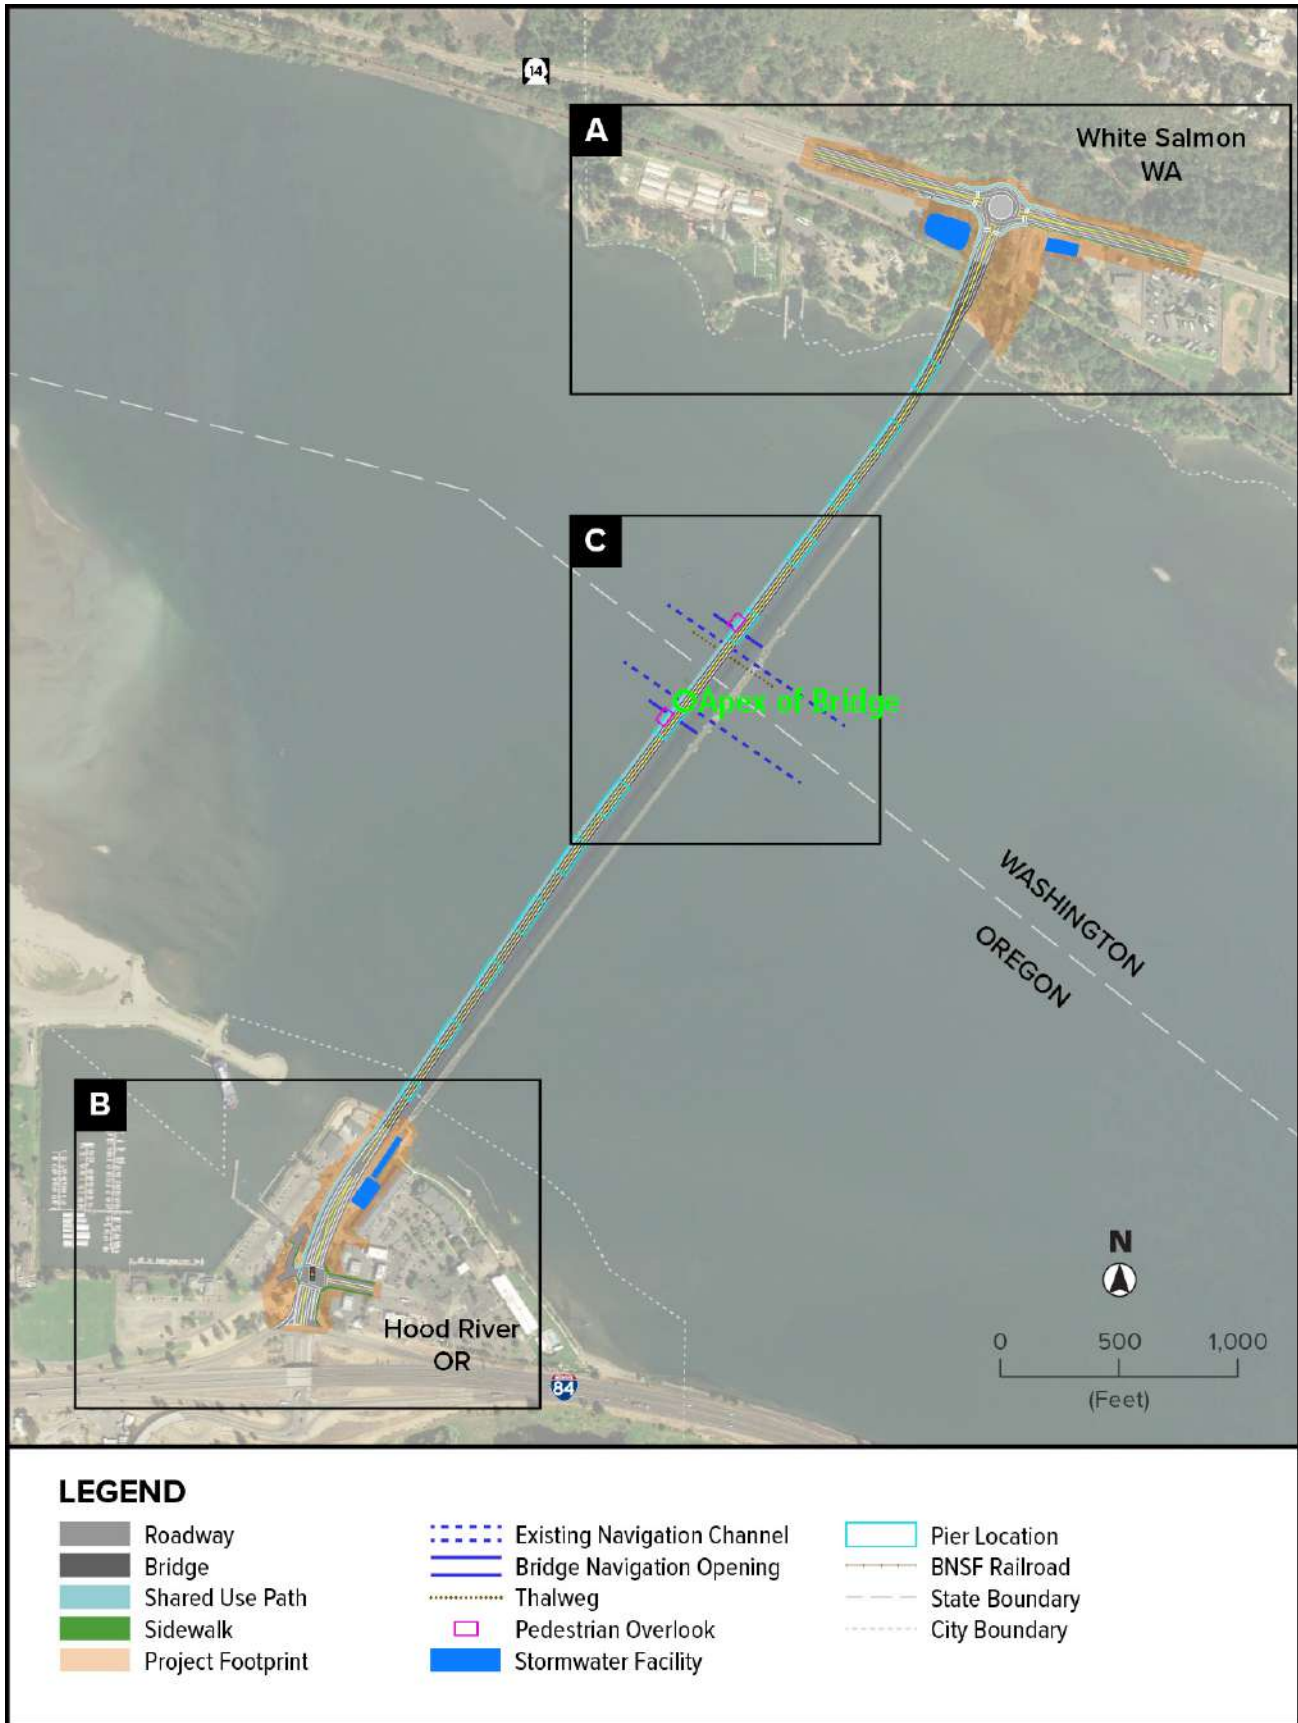 14
A
White Salmon
WA
C
Apex of Bridge
WASHINGTON
OREGON
B
Hood River
OR
84
N
0 500 1,000
(Feet)
LEGEND
Roadway
Bridge
Shared Use Path
Sidewalk
Project Footprint
Existing Navigation Channel
Bridge Navigation Opening
Thalweg
Pedestrian Overlook
Stormwater Facility
Pier Location
BNSF Railroad
State Boundary
City Boundary